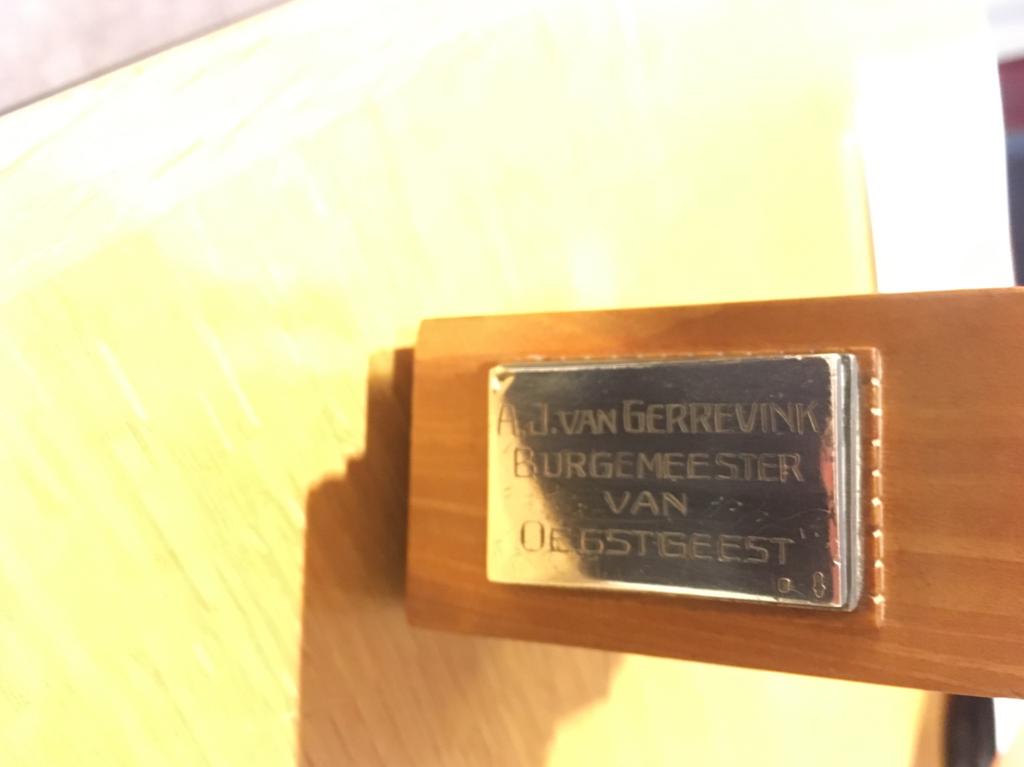 A.J. VAN GERREVINK
BURGEMEESTER
VAN
OEGSTGEEST